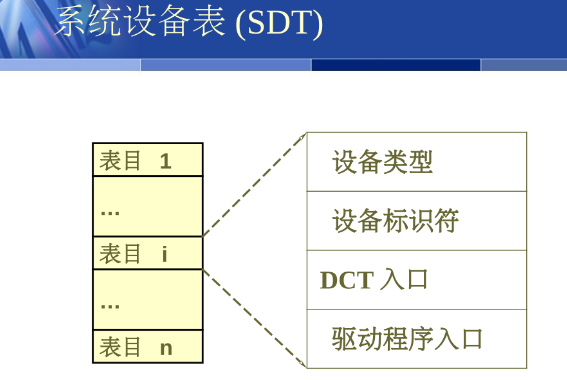 系统设备表 (SDT)
表目 1
...
表目 i
...
表目 n
设备类型
设备标识符
DCT 入口
驱动程序入口